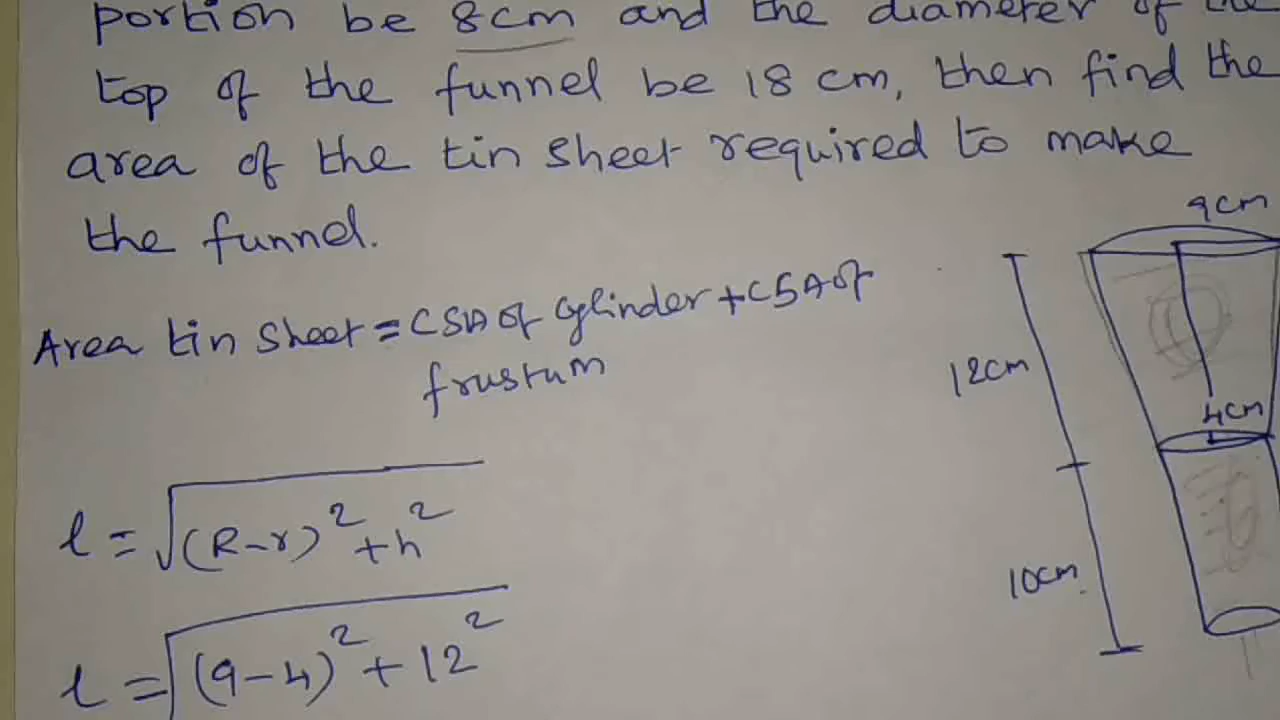 portion be 8cm and the diameter of the
top of the funnel be 18 cm, then find the
area of the tin sheet required to make
the funnel.
9cm
Area tin sheet = CSA of cylinder + CSA of
frustum
12cm
4cm
l = √(R-r)² + h²
10cm.
l = √(9-4)² + 12²